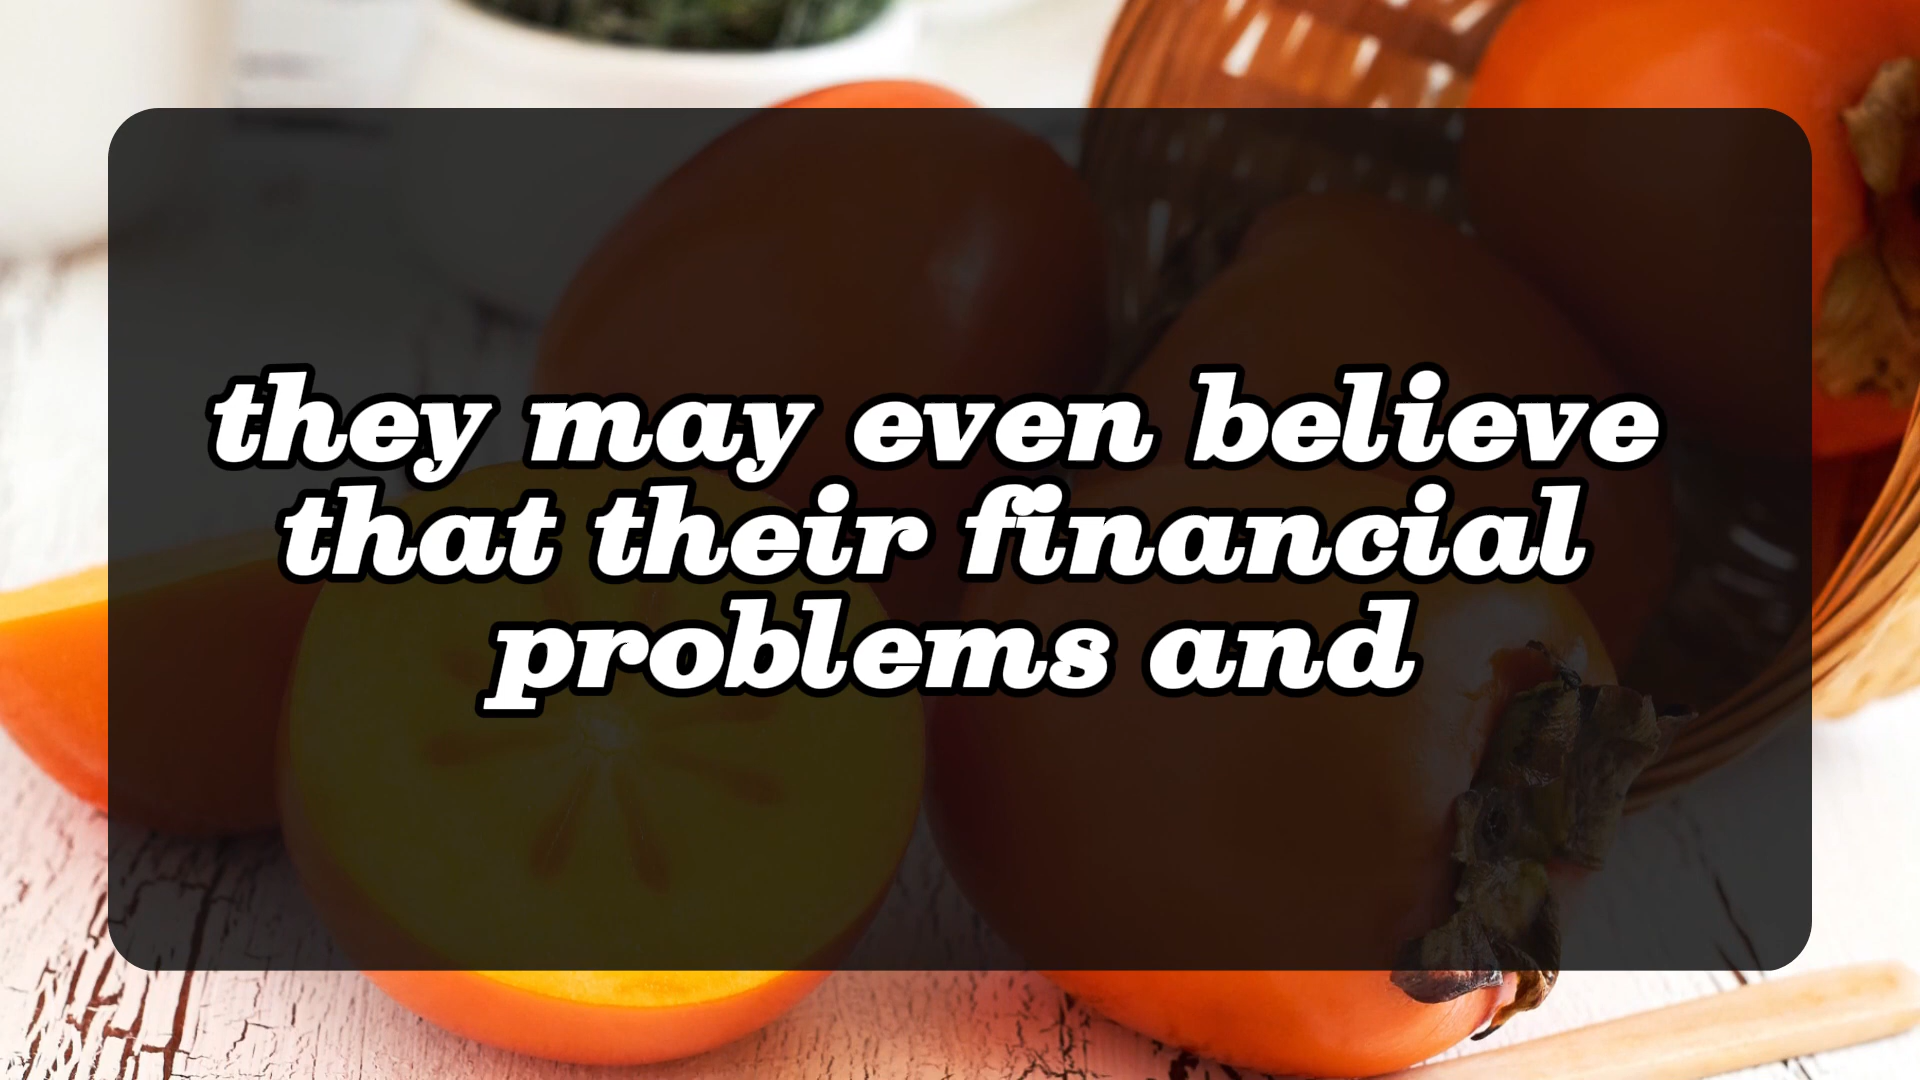 they may even believe
that their financial
problems and